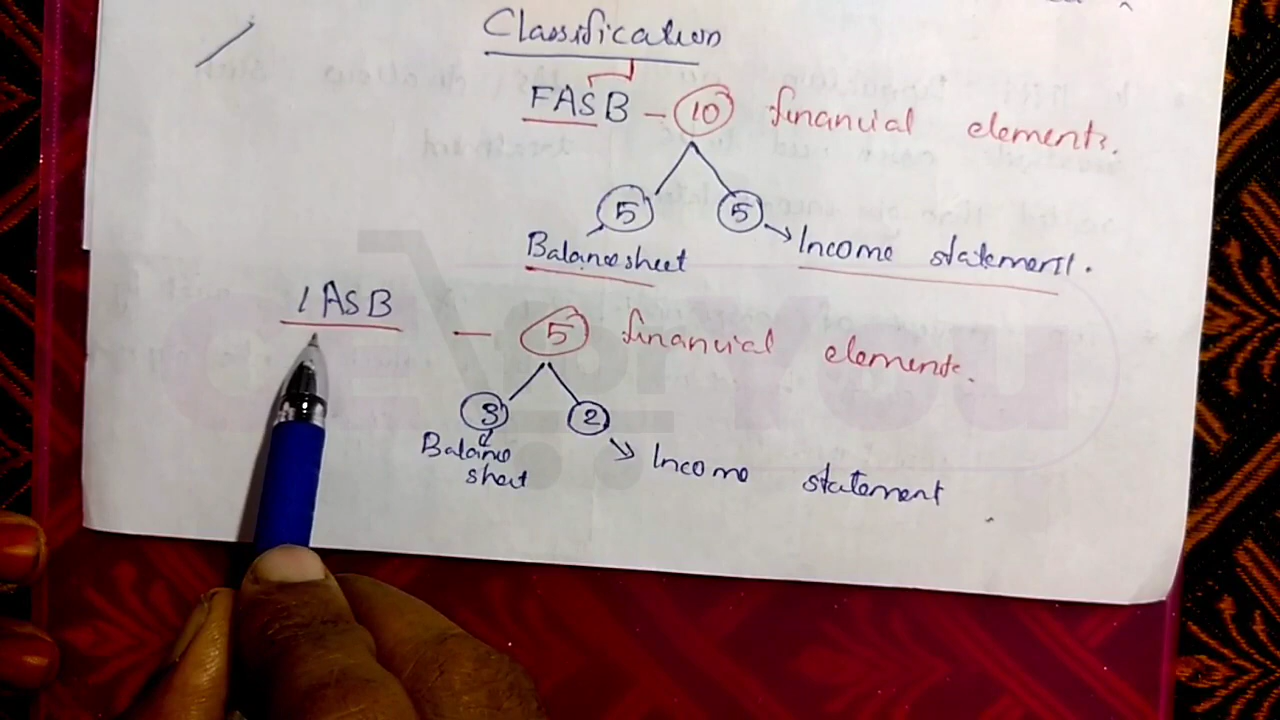 Classification
FASB – 10 financial elements.
5 5
Balance sheet Income statement.
IASB – 5 financial elements.
3 2
Balance
sheet
Income statement